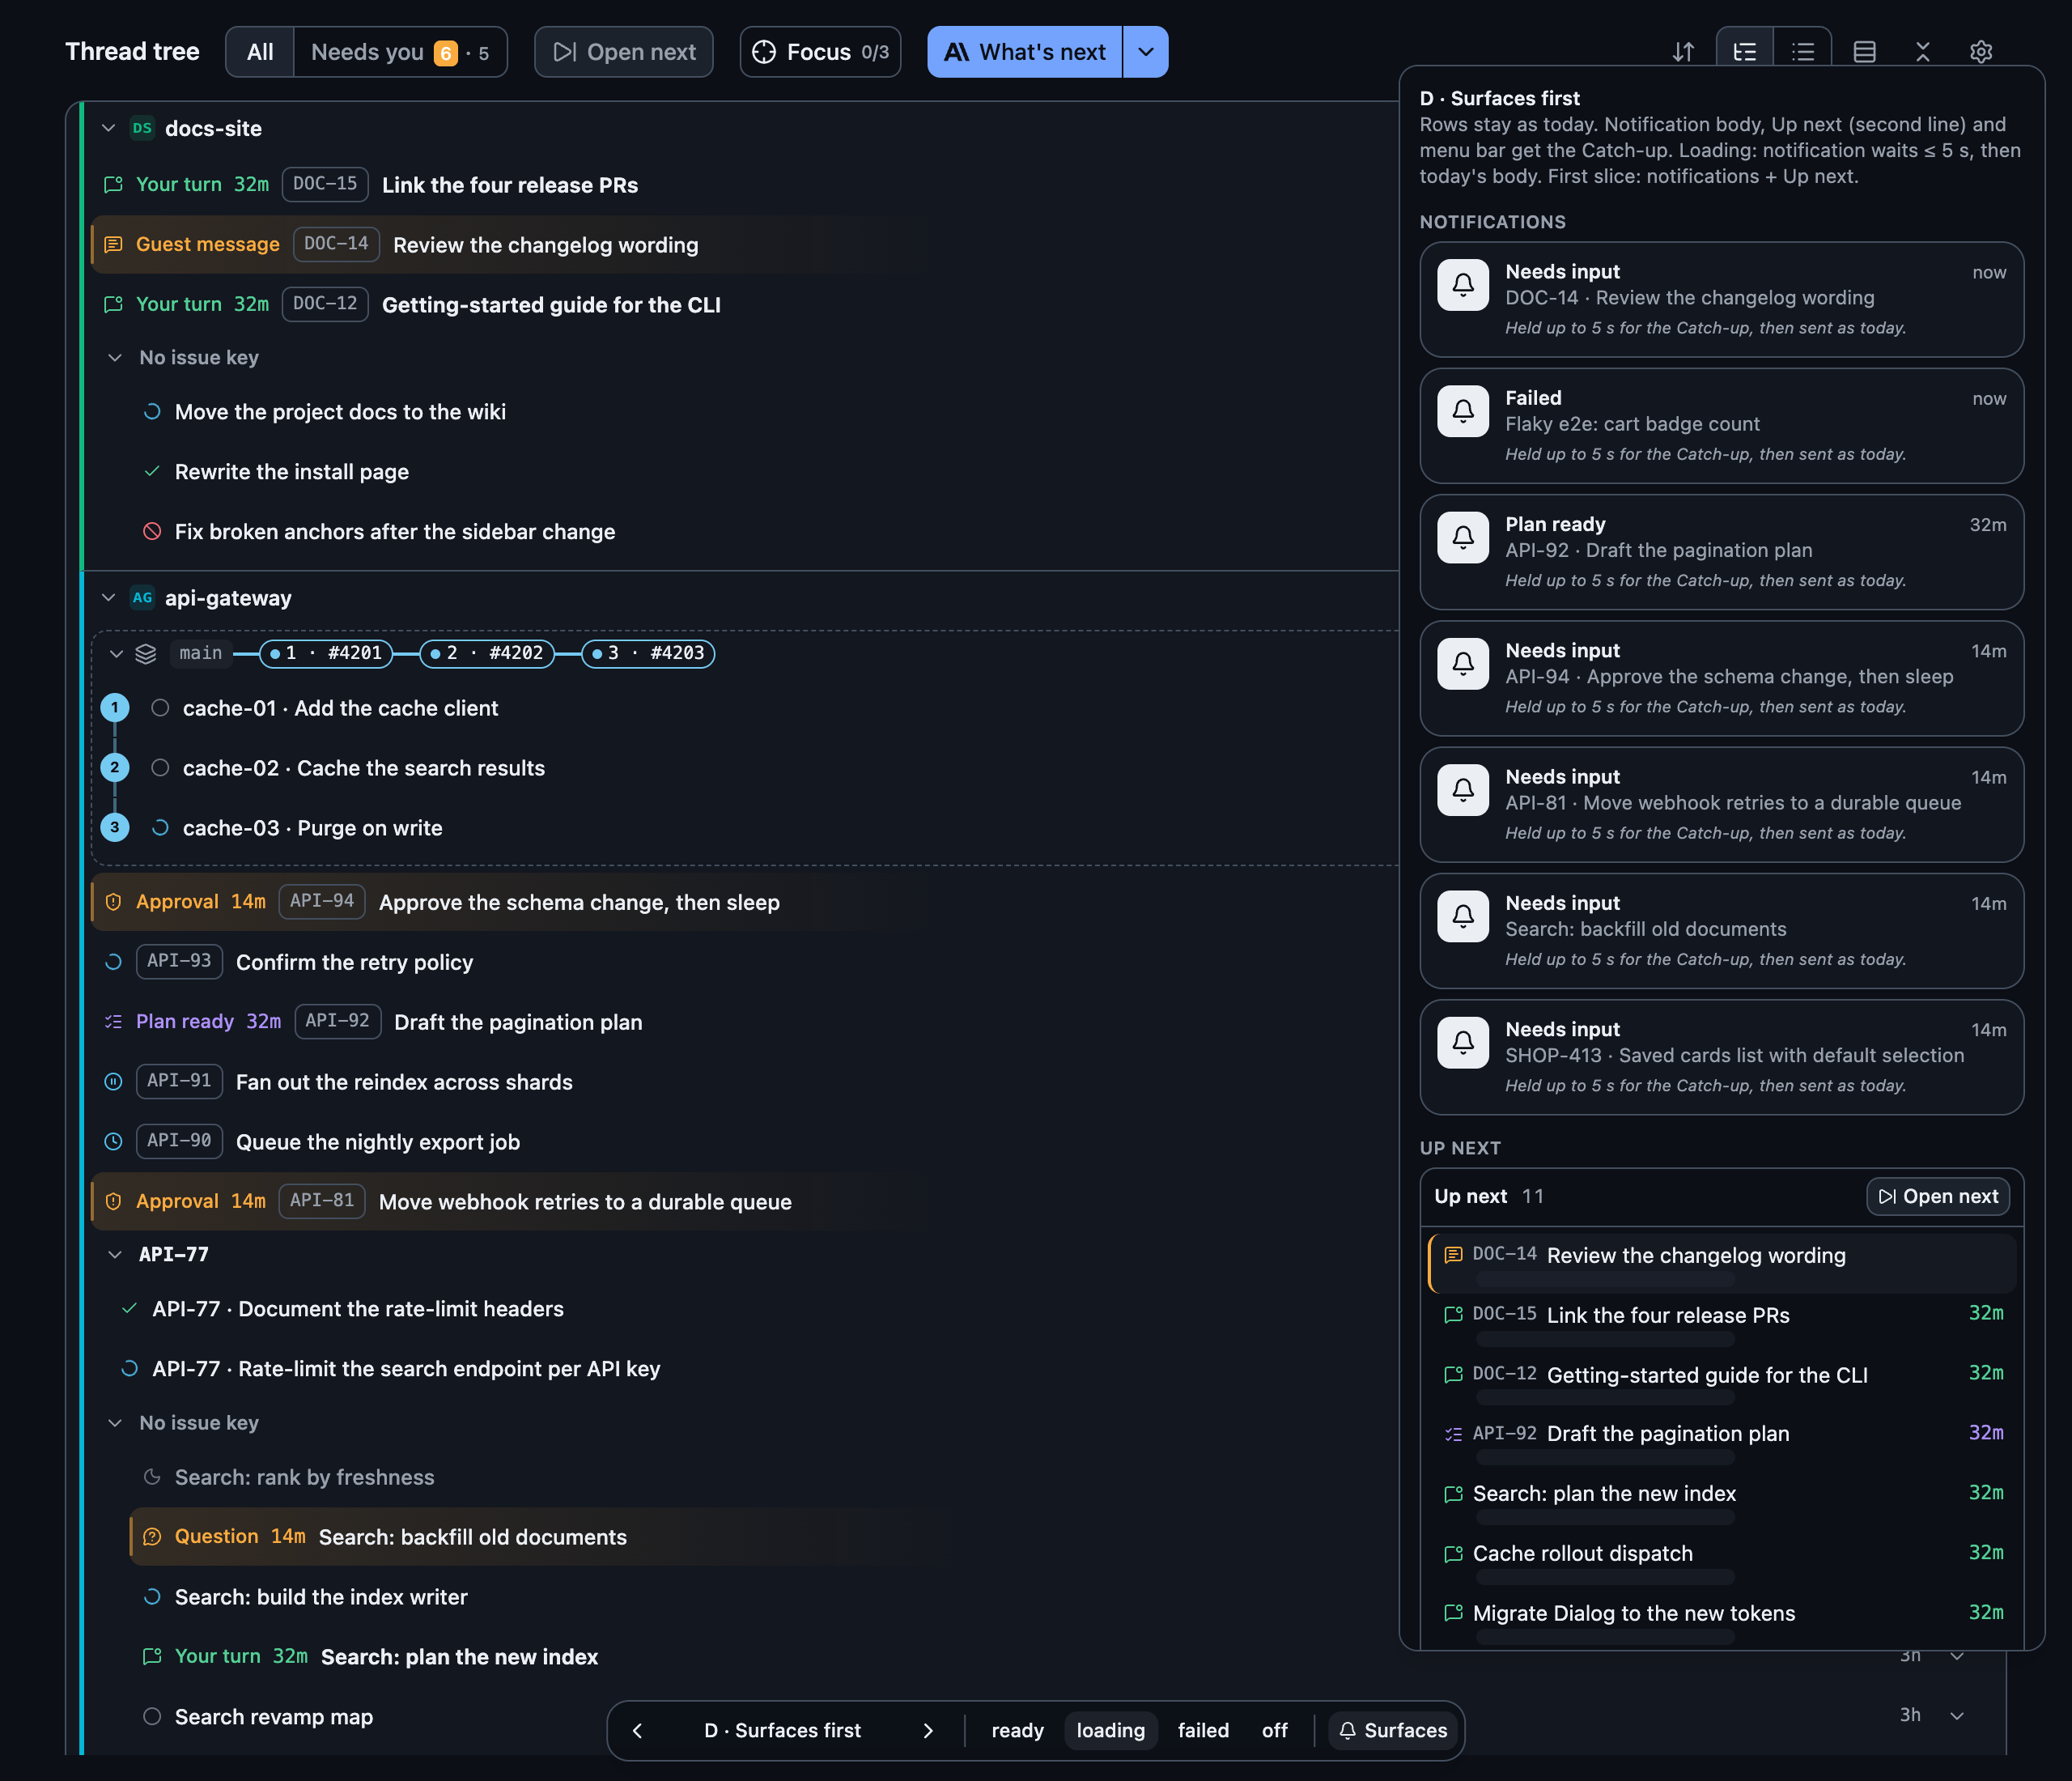 Thread tree
All
Needs you 6 · 5
Open next
Focus 0/3
What's next
DS docs-site
Your turn 32m DOC-15 Link the four release PRs
Guest message DOC-14 Review the changelog wording
Your turn 32m DOC-12 Getting-started guide for the CLI
No issue key
Move the project docs to the wiki
Rewrite the install page
Fix broken anchors after the sidebar change
AG api-gateway
main 1 · #4201 2 · #4202 3 · #4203
1 cache-01 · Add the cache client
2 cache-02 · Cache the search results
3 cache-03 · Purge on write
Approval 14m API-94 Approve the schema change, then sleep
API-93 Confirm the retry policy
Plan ready 32m API-92 Draft the pagination plan
API-91 Fan out the reindex across shards
API-90 Queue the nightly export job
Approval 14m API-81 Move webhook retries to a durable queue
API-77
API-77 · Document the rate-limit headers
API-77 · Rate-limit the search endpoint per API key
No issue key
Search: rank by freshness
Question 14m Search: backfill old documents
Search: build the index writer
Your turn 32m Search: plan the new index
3h
Search revamp map
3h
D · Surfaces first
Rows stay as today. Notification body, Up next (second line) and
menu bar get the Catch-up. Loading: notification waits ≤ 5 s, then
today's body. First slice: notifications + Up next.
NOTIFICATIONS
Needs input now
DOC-14 · Review the changelog wording
Held up to 5 s for the Catch-up, then sent as today.
Failed now
Flaky e2e: cart badge count
Held up to 5 s for the Catch-up, then sent as today.
Plan ready 32m
API-92 · Draft the pagination plan
Held up to 5 s for the Catch-up, then sent as today.
Needs input 14m
API-94 · Approve the schema change, then sleep
Held up to 5 s for the Catch-up, then sent as today.
Needs input 14m
API-81 · Move webhook retries to a durable queue
Held up to 5 s for the Catch-up, then sent as today.
Needs input 14m
Search: backfill old documents
Held up to 5 s for the Catch-up, then sent as today.
Needs input 14m
SHOP-413 · Saved cards list with default selection
Held up to 5 s for the Catch-up, then sent as today.
UP NEXT
Up next 11 Open next
DOC-14 Review the changelog wording
DOC-15 Link the four release PRs 32m
DOC-12 Getting-started guide for the CLI 32m
API-92 Draft the pagination plan 32m
Search: plan the new index 32m
Cache rollout dispatch 32m
Migrate Dialog to the new tokens 32m
D · Surfaces first
ready loading failed off Surfaces